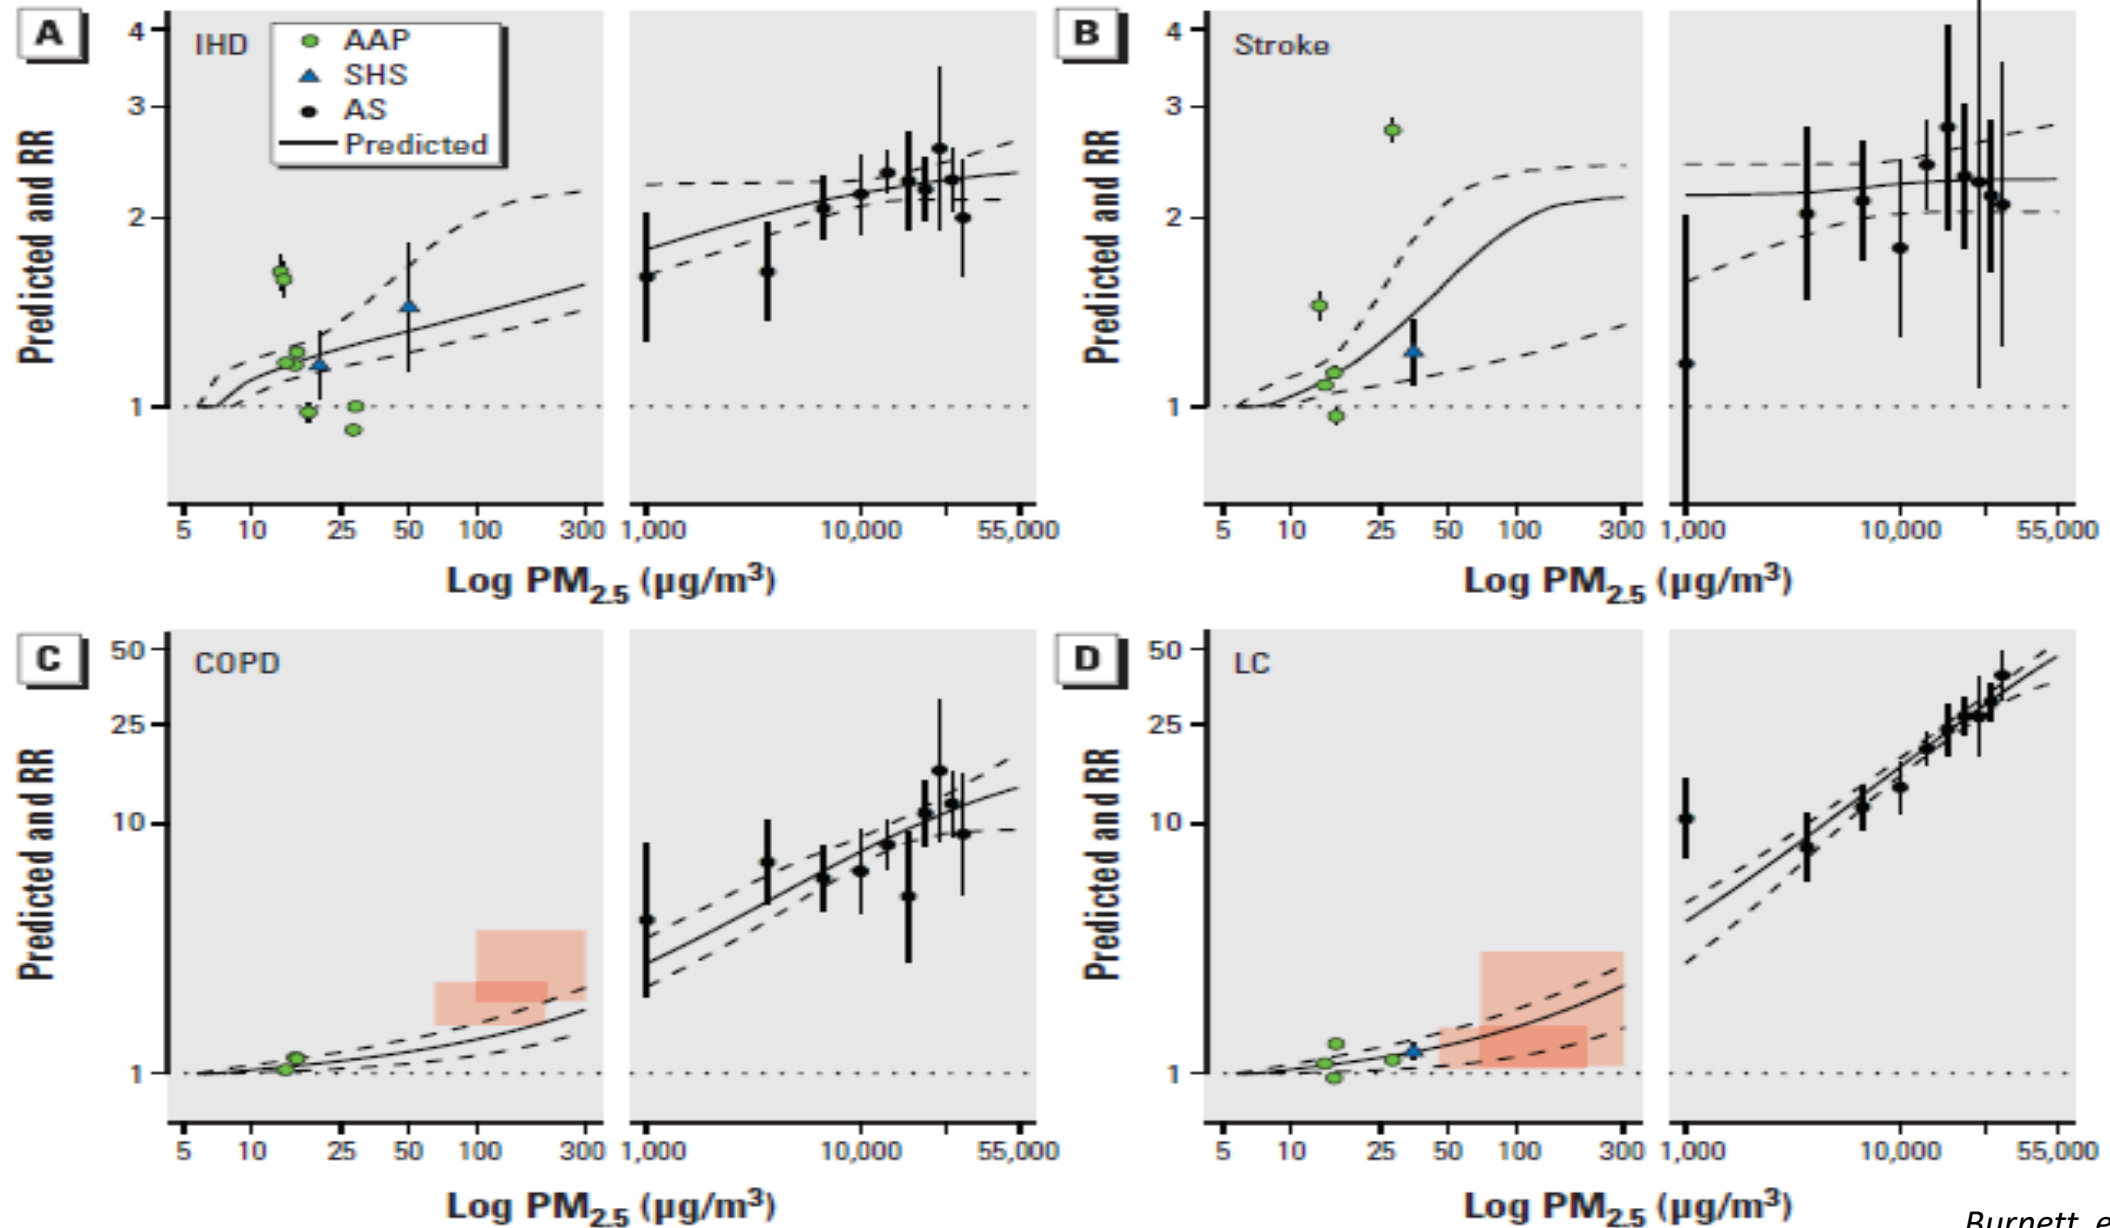 A
IHD
AAP
SHS
AS
Predicted
Predicted and RR
4
3
2
1
5 10 25 50 100 300 1,000 10,000 55,000
Log PM2.5 (µg/m³)
B
Stroke
Predicted and RR
4
3
2
1
5 10 25 50 100 300 1,000 10,000 55,000
Log PM2.5 (µg/m³)
C
COPD
Predicted and RR
50
25
10
1
5 10 25 50 100 300 1,000 10,000 55,000
Log PM2.5 (µg/m³)
D
LC
Predicted and RR
50
25
10
1
5 10 25 50 100 300 1,000 10,000 55,000
Log PM2.5 (µg/m³)
Burnett, e